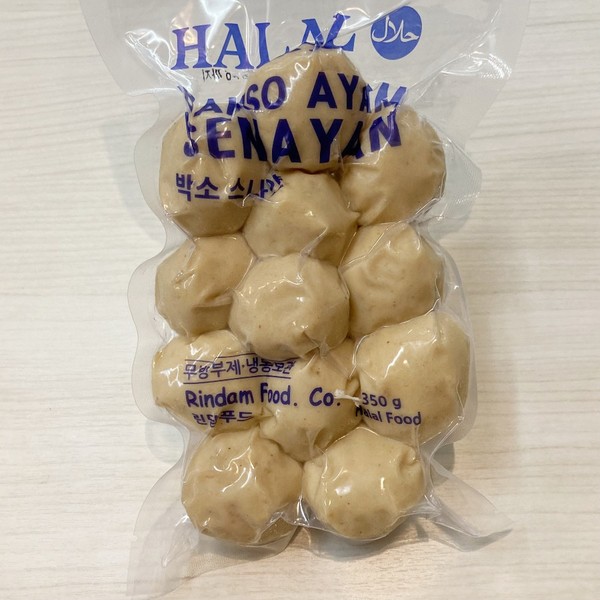 HALAL حلال
BAKSO AYAM
SENAYAN
박소 스나얀
무방부제·냉동보관
Rindam Food. Co.
350 g
린담푸드
Halal Food